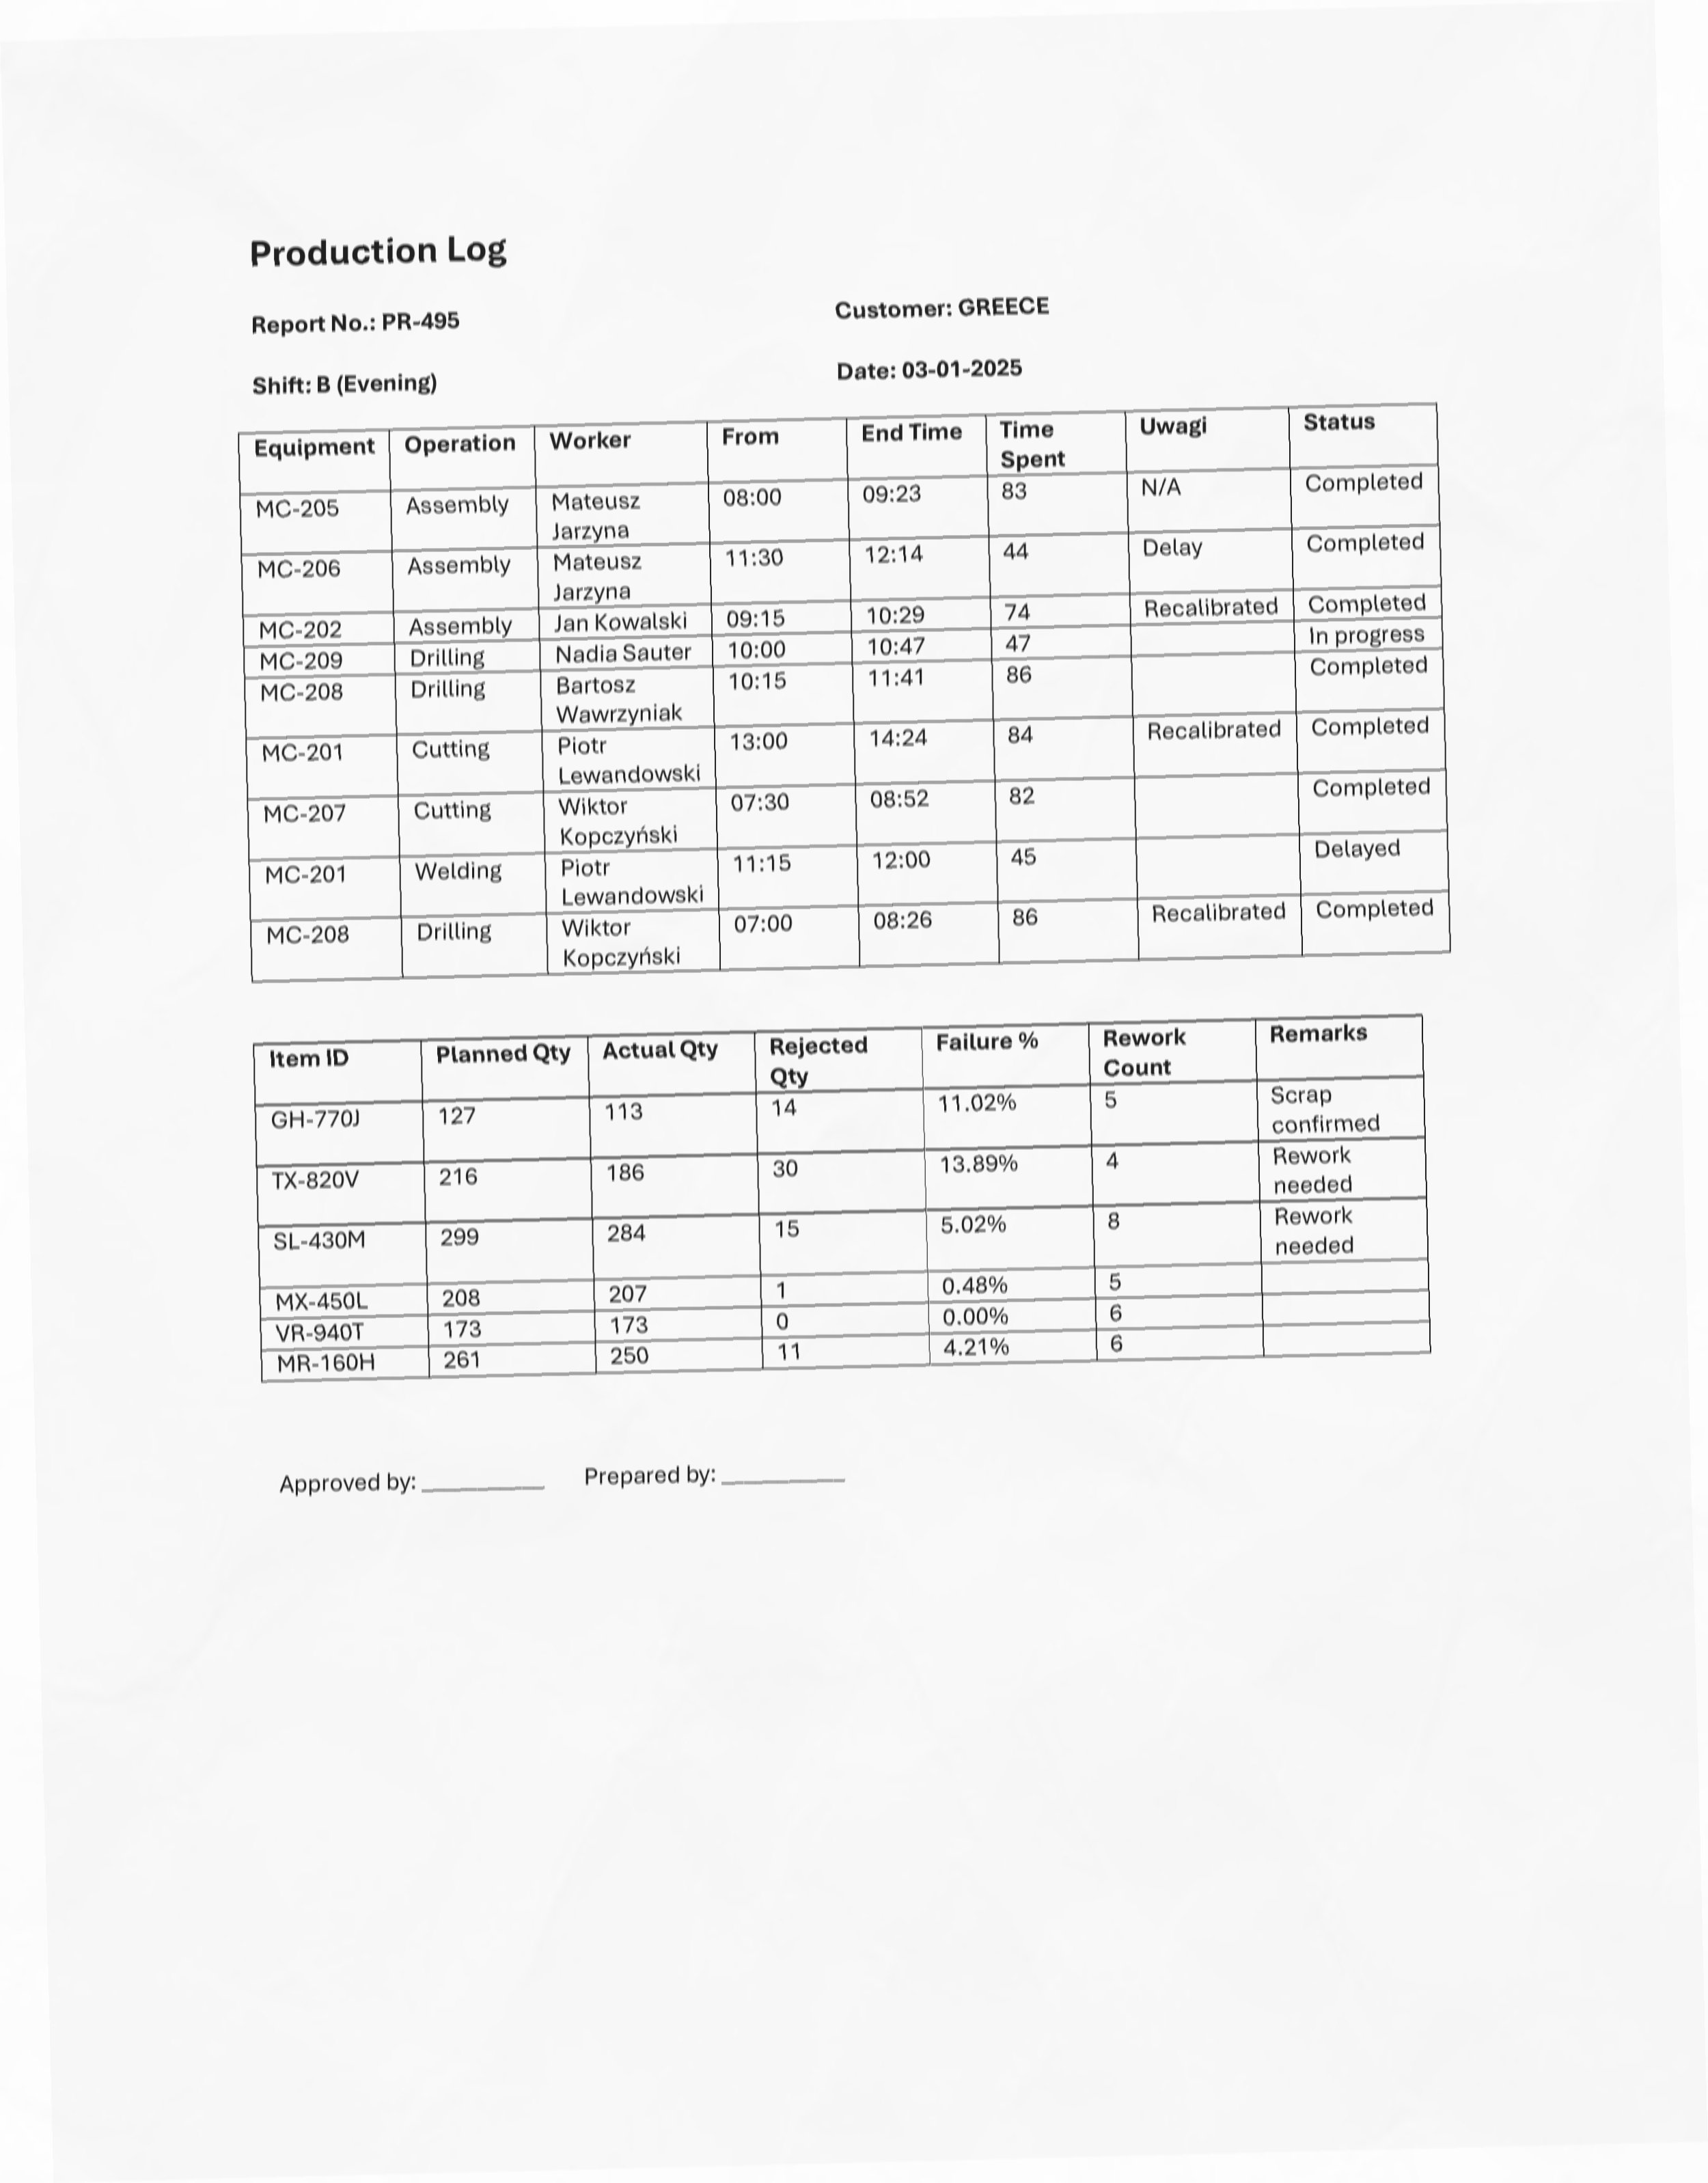 Production Log
Report No.: PR-495 Customer: GREECE
Shift: B (Evening) Date: 03-01-2025
Equipment Operation Worker From End Time Time Spent Uwagi Status
MC-205 Assembly Mateusz Jarzyna 08:00 09:23 83 N/A Completed
MC-206 Assembly Mateusz Jarzyna 11:30 12:14 44 Delay Completed
MC-202 Assembly Jan Kowalski 09:15 10:29 74 Recalibrated Completed
MC-209 Drilling Nadia Sauter 10:00 10:47 47 In progress
MC-208 Drilling Bartosz Wawrzyniak 10:15 11:41 86 Completed
MC-201 Cutting Piotr Lewandowski 13:00 14:24 84 Recalibrated Completed
MC-207 Cutting Wiktor Kopczyński 07:30 08:52 82 Completed
MC-201 Welding Piotr Lewandowski 11:15 12:00 45 Delayed
MC-208 Drilling Wiktor Kopczyński 07:00 08:26 86 Recalibrated Completed
Item ID Planned Qty Actual Qty Rejected Qty Failure % Rework Count Remarks
GH-770J 127 113 14 11.02% 5 Scrap confirmed
TX-820V 216 186 30 13.89% 4 Rework needed
SL-430M 299 284 15 5.02% 8 Rework needed
MX-450L 208 207 1 0.48% 5
VR-940T 173 173 0 0.00% 6
MR-160H 261 250 11 4.21% 6
Approved by: __________ Prepared by: __________